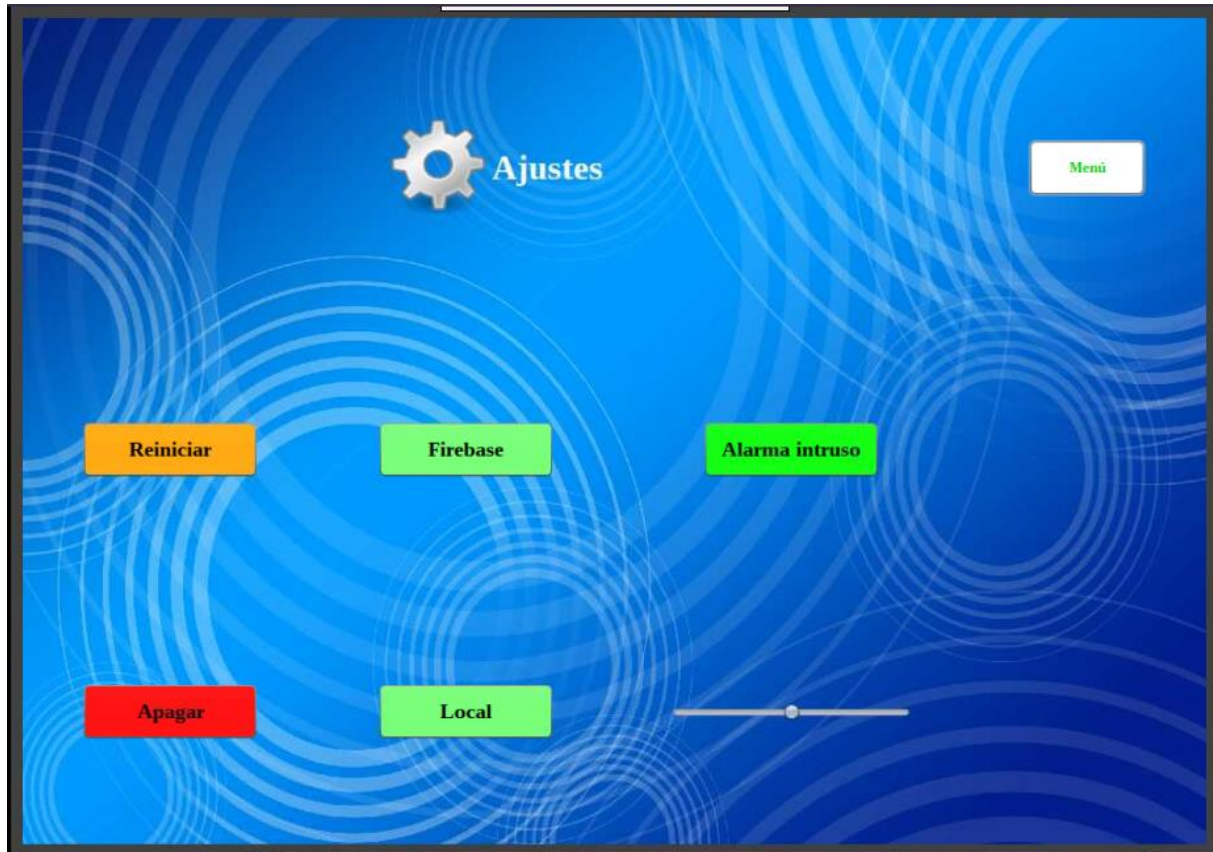 Ajustes
Menú
Reiniciar
Firebase
Alarma intruso
Apagar
Local